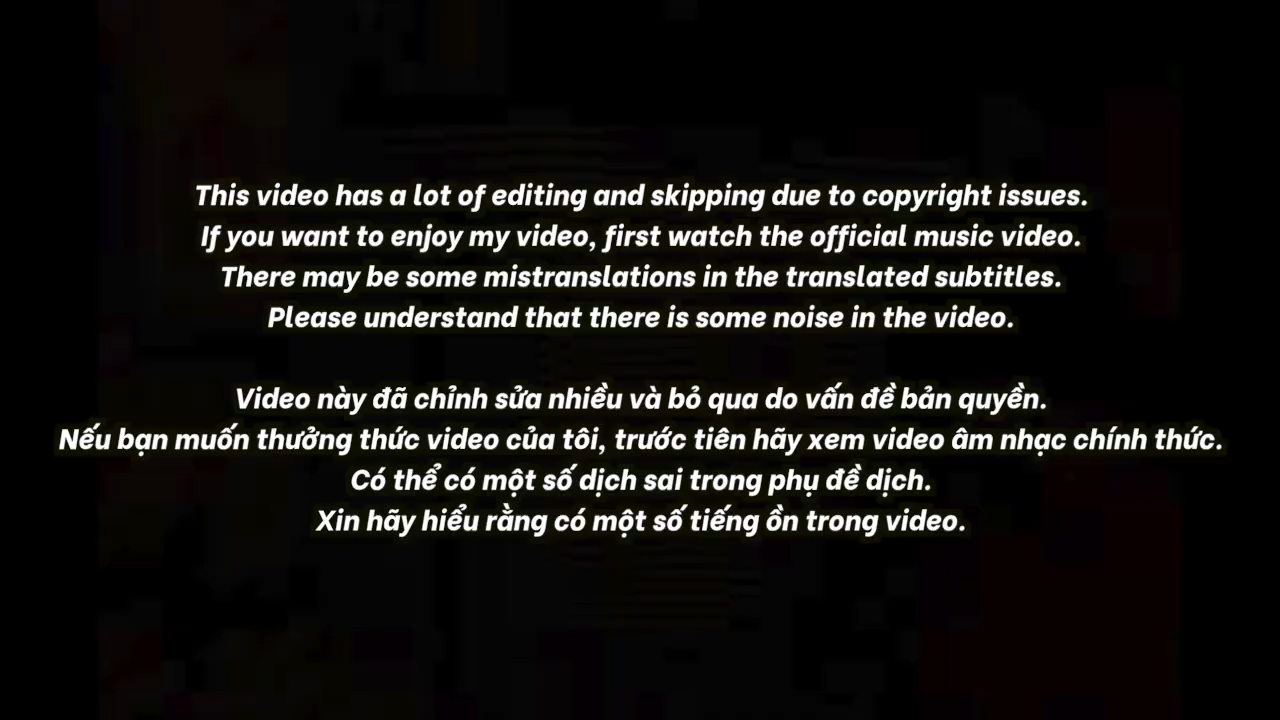 This video has a lot of editing and skipping due to copyright issues.
If you want to enjoy my video, first watch the official music video.
There may be some mistranslations in the translated subtitles.
Please understand that there is some noise in the video.
Video này đã chỉnh sửa nhiều và bỏ qua do vấn đề bản quyền.
Nếu bạn muốn thưởng thức video của tôi, trước tiên hãy xem video âm nhạc chính thức.
Có thể có một số dịch sai trong phụ đề dịch.
Xin hãy hiểu rằng có một số tiếng ồn trong video.